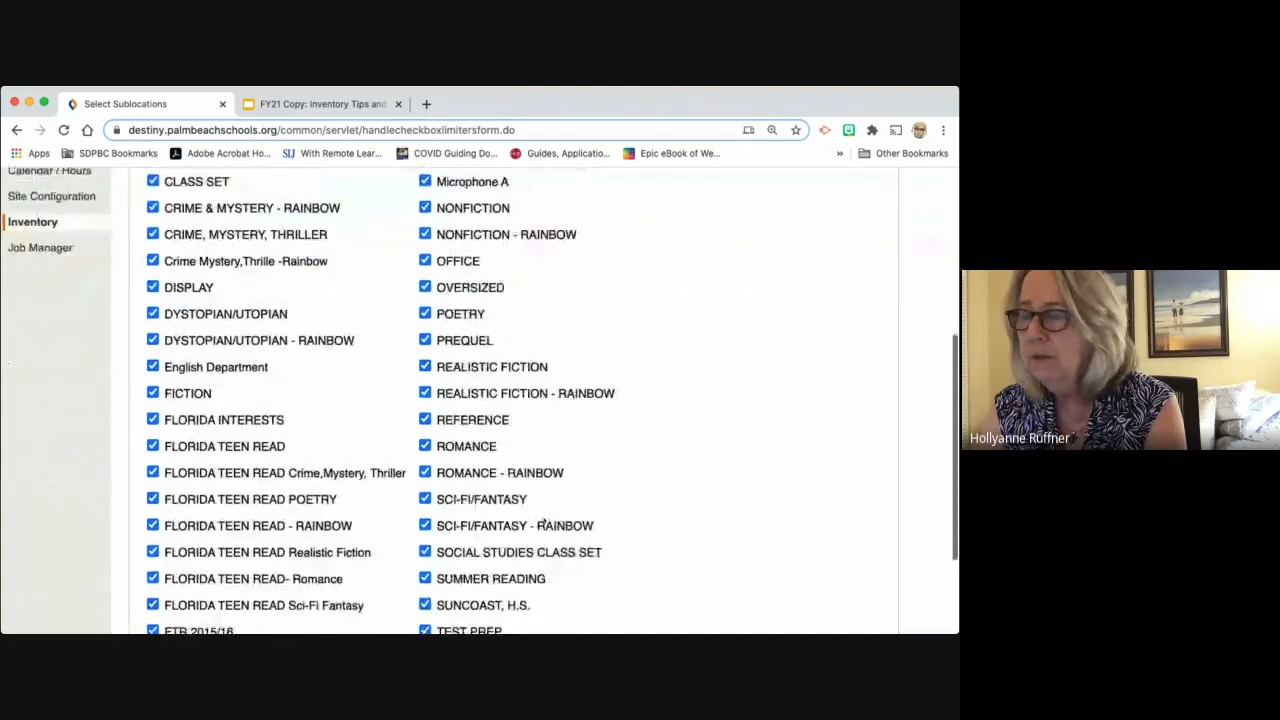 Select Sublocations
FY21 Copy: Inventory Tips and
destiny.palmbeachschools.org/common/servlet/handlecheckboxlimitersform.do
Apps SDPBC Bookmarks Adobe Acrobat Ho... SLJ With Remote Lear... COVID Guiding Do... Guides, Applicatio... Epic eBook of We... » Other Bookmarks
Calendar / Hours
Site Configuration
Inventory
Job Manager
CLASS SET
CRIME & MYSTERY - RAINBOW
CRIME, MYSTERY, THRILLER
Crime Mystery,Thrille -Rainbow
DISPLAY
DYSTOPIAN/UTOPIAN
DYSTOPIAN/UTOPIAN - RAINBOW
English Department
FICTION
FLORIDA INTERESTS
FLORIDA TEEN READ
FLORIDA TEEN READ Crime,Mystery, Thriller
FLORIDA TEEN READ POETRY
FLORIDA TEEN READ - RAINBOW
FLORIDA TEEN READ Realistic Fiction
FLORIDA TEEN READ- Romance
FLORIDA TEEN READ Sci-Fi Fantasy
FTR 2015/16
Microphone A
NONFICTION
NONFICTION - RAINBOW
OFFICE
OVERSIZED
POETRY
PREQUEL
REALISTIC FICTION
REALISTIC FICTION - RAINBOW
REFERENCE
ROMANCE
ROMANCE - RAINBOW
SCI-FI/FANTASY
SCI-FI/FANTASY - RAINBOW
SOCIAL STUDIES CLASS SET
SUMMER READING
SUNCOAST, H.S.
TEST PREP
Hollyanne Ruffner